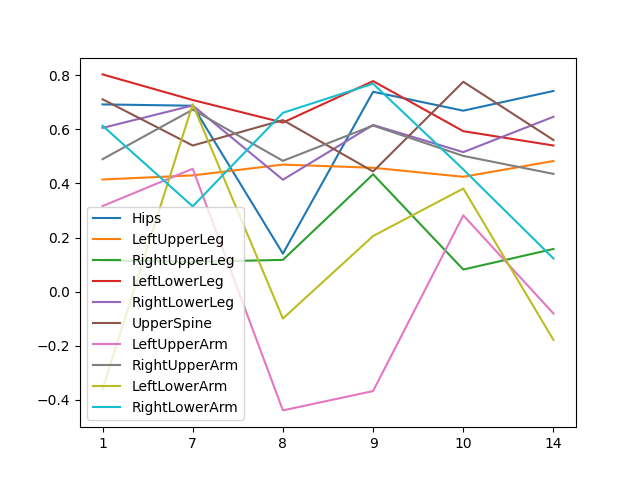 0.8
0.6
0.4
0.2
0.0
−0.2
−0.4
Hips
LeftUpperLeg
RightUpperLeg
LeftLowerLeg
RightLowerLeg
UpperSpine
LeftUpperArm
RightUpperArm
LeftLowerArm
RightLowerArm
1 7 8 9 10 14